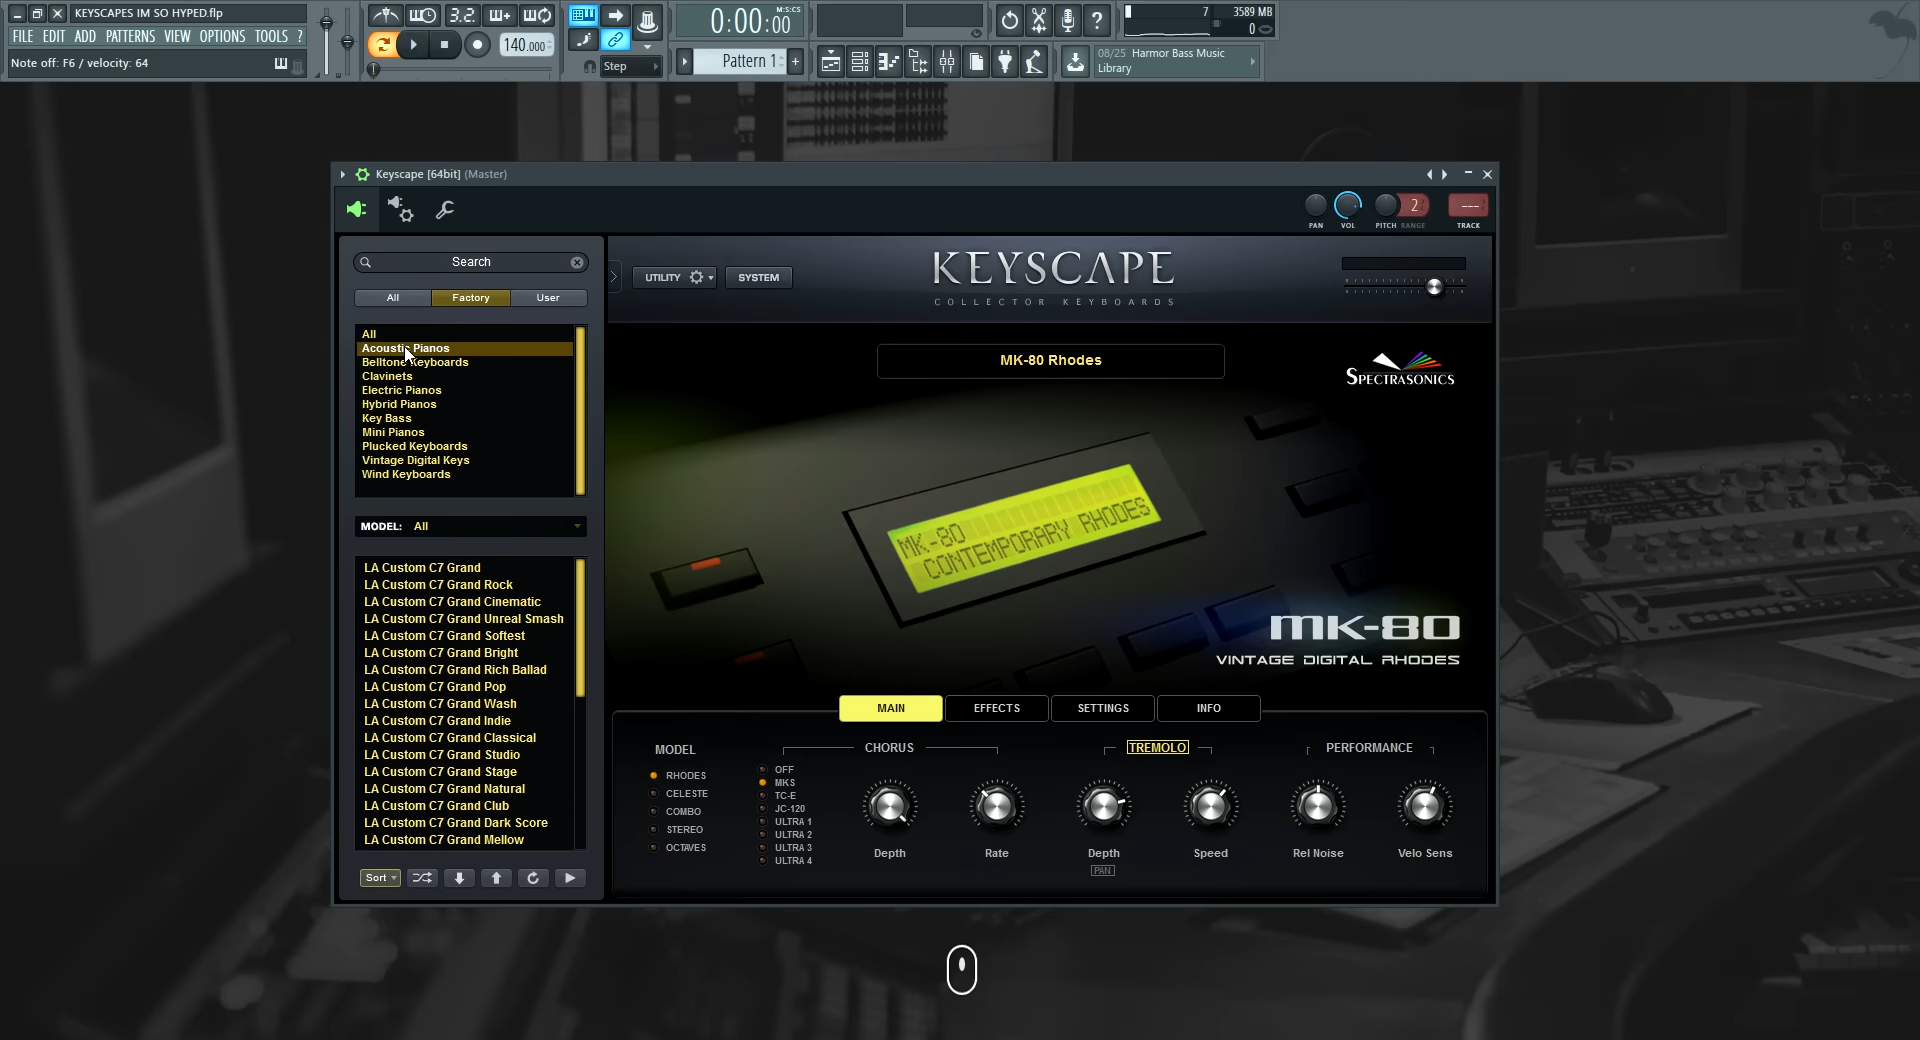 KEYSCAPES IM SO HYPED.flp
FILE EDIT ADD PATTERNS VIEW OPTIONS TOOLS ?
Note off: F6 / velocity: 64
3.2.
140.000
Step
0:00:00
M:S:CS
Pattern 1
+
?
7
3589 MB
0
08/25 Harmor Bass Music
Library
Keyscape [64bit] (Master)
2
---
PAN
VOL
PITCH RANGE
TRACK
Search
All
Factory
User
UTILITY
SYSTEM
KEYSCAPE
COLLECTOR KEYBOARDS
All
Acoustic Pianos
Belltone Keyboards
Clavinets
Electric Pianos
Hybrid Pianos
Key Bass
Mini Pianos
Plucked Keyboards
Vintage Digital Keys
Wind Keyboards
MODEL: All
LA Custom C7 Grand
LA Custom C7 Grand Rock
LA Custom C7 Grand Cinematic
LA Custom C7 Grand Unreal Smash
LA Custom C7 Grand Softest
LA Custom C7 Grand Bright
LA Custom C7 Grand Rich Ballad
LA Custom C7 Grand Pop
LA Custom C7 Grand Wash
LA Custom C7 Grand Indie
LA Custom C7 Grand Classical
LA Custom C7 Grand Studio
LA Custom C7 Grand Stage
LA Custom C7 Grand Natural
LA Custom C7 Grand Club
LA Custom C7 Grand Dark Score
LA Custom C7 Grand Mellow
Sort
MK-80 Rhodes
SPECTRASONICS
MK-80
CONTEMPORARY RHODES
MK-80
VINTAGE DIGITAL RHODES
MAIN
EFFECTS
SETTINGS
INFO
MODEL
RHODES
CELESTE
COMBO
STEREO
OCTAVES
CHORUS
OFF
MKS
TC-E
JC-120
ULTRA 1
ULTRA 2
ULTRA 3
ULTRA 4
Depth
Rate
TREMOLO
Depth
PAN
Speed
PERFORMANCE
Rel Noise
Velo Sens